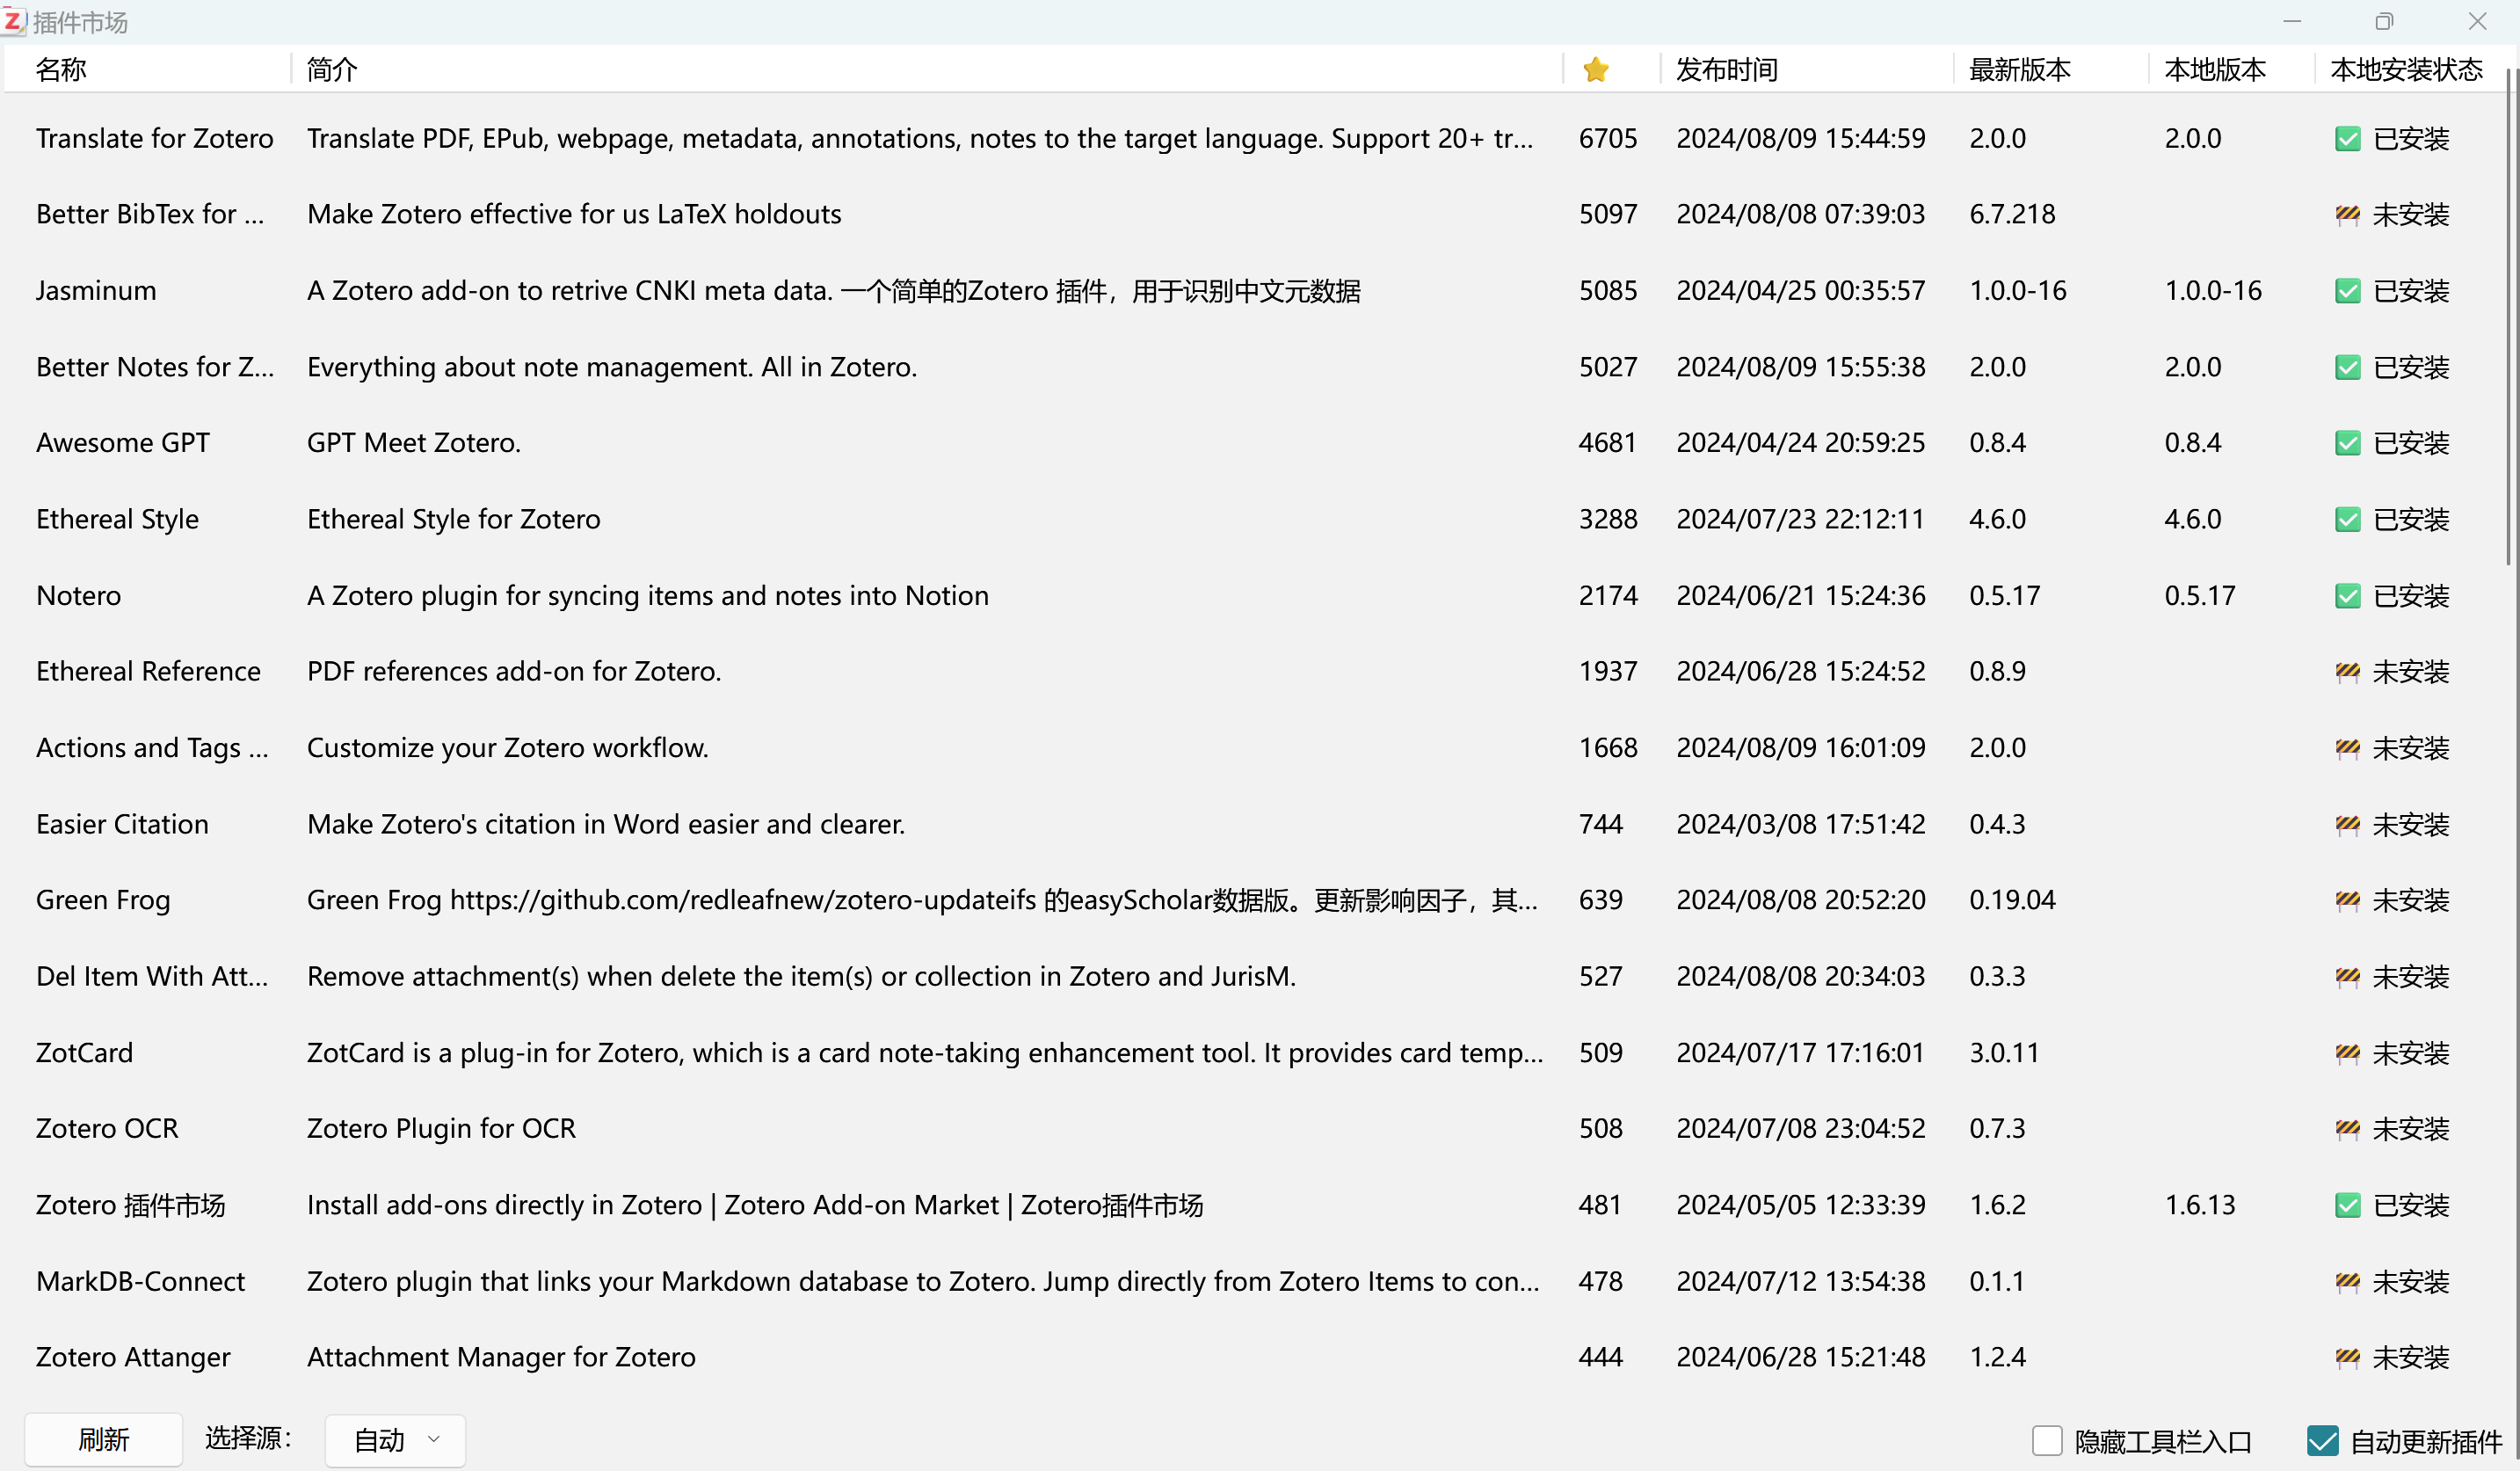 插件市场
名称 简介 发布时间 最新版本 本地版本 本地安装状态
Translate for Zotero Translate PDF, EPub, webpage, metadata, annotations, notes to the target language. Support 20+ tr... 6705 2024/08/09 15:44:59 2.0.0 2.0.0 已安装
Better BibTex for ... Make Zotero effective for us LaTeX holdouts 5097 2024/08/08 07:39:03 6.7.218 未安装
Jasminum A Zotero add-on to retrive CNKI meta data. 一个简单的Zotero 插件，用于识别中文元数据 5085 2024/04/25 00:35:57 1.0.0-16 1.0.0-16 已安装
Better Notes for Z... Everything about note management. All in Zotero. 5027 2024/08/09 15:55:38 2.0.0 2.0.0 已安装
Awesome GPT GPT Meet Zotero. 4681 2024/04/24 20:59:25 0.8.4 0.8.4 已安装
Ethereal Style Ethereal Style for Zotero 3288 2024/07/23 22:12:11 4.6.0 4.6.0 已安装
Notero A Zotero plugin for syncing items and notes into Notion 2174 2024/06/21 15:24:36 0.5.17 0.5.17 已安装
Ethereal Reference PDF references add-on for Zotero. 1937 2024/06/28 15:24:52 0.8.9 未安装
Actions and Tags ... Customize your Zotero workflow. 1668 2024/08/09 16:01:09 2.0.0 未安装
Easier Citation Make Zotero's citation in Word easier and clearer. 744 2024/03/08 17:51:42 0.4.3 未安装
Green Frog Green Frog https://github.com/redleafnew/zotero-updateifs 的easyScholar数据版。更新影响因子，其... 639 2024/08/08 20:52:20 0.19.04 未安装
Del Item With Att... Remove attachment(s) when delete the item(s) or collection in Zotero and JurisM. 527 2024/08/08 20:34:03 0.3.3 未安装
ZotCard ZotCard is a plug-in for Zotero, which is a card note-taking enhancement tool. It provides card temp... 509 2024/07/17 17:16:01 3.0.11 未安装
Zotero OCR Zotero Plugin for OCR 508 2024/07/08 23:04:52 0.7.3 未安装
Zotero 插件市场 Install add-ons directly in Zotero | Zotero Add-on Market | Zotero插件市场 481 2024/05/05 12:33:39 1.6.2 1.6.13 已安装
MarkDB-Connect Zotero plugin that links your Markdown database to Zotero. Jump directly from Zotero Items to con... 478 2024/07/12 13:54:38 0.1.1 未安装
Zotero Attanger Attachment Manager for Zotero 444 2024/06/28 15:21:48 1.2.4 未安装
刷新 选择源： 自动 隐藏工具栏入口 自动更新插件